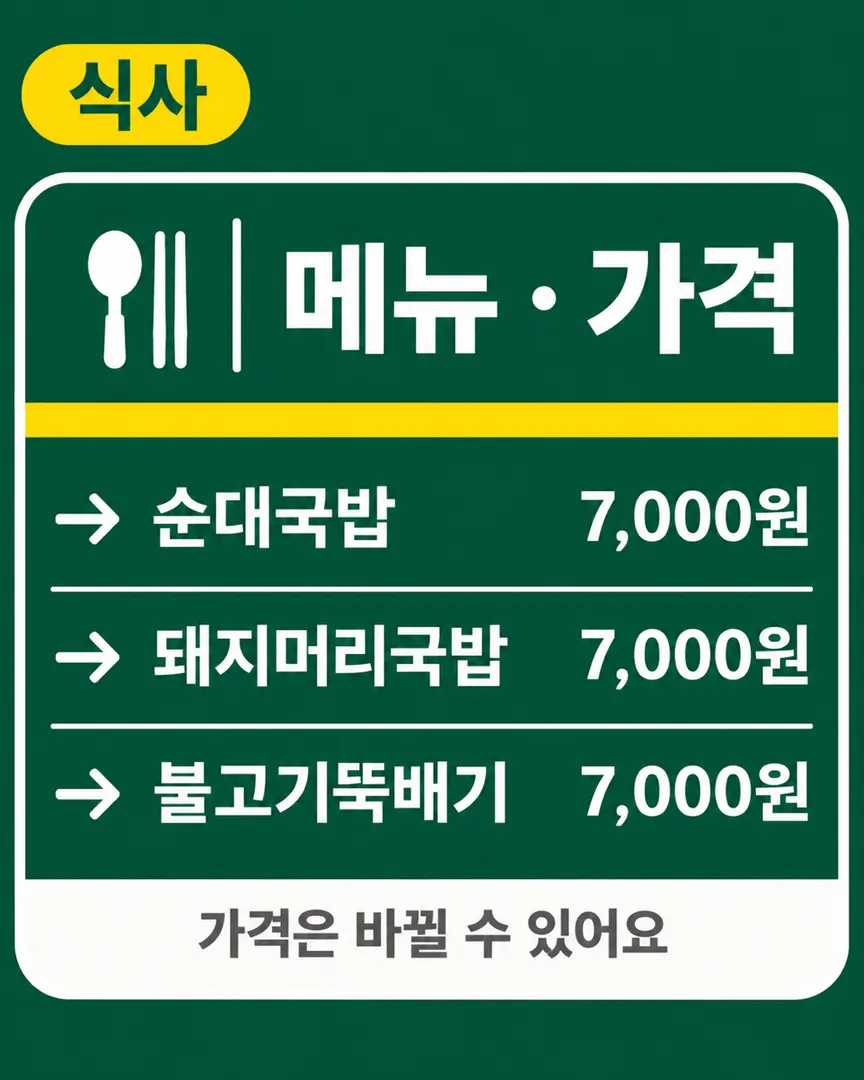 식사
메뉴 · 가격
→ 순대국밥 7,000원
→ 돼지머리국밥 7,000원
→ 불고기뚝배기 7,000원
가격은 바뀔 수 있어요